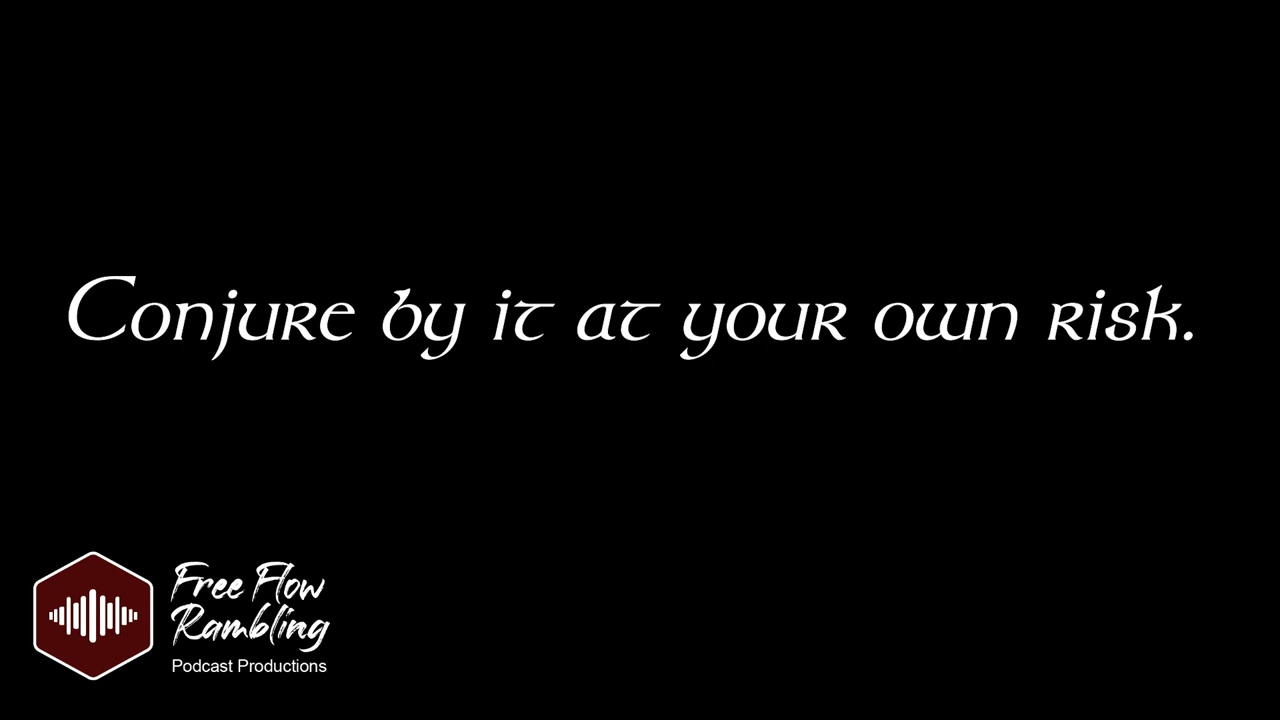 Conjure by it at your own risk.
Free Flow
Rambling
Podcast Productions